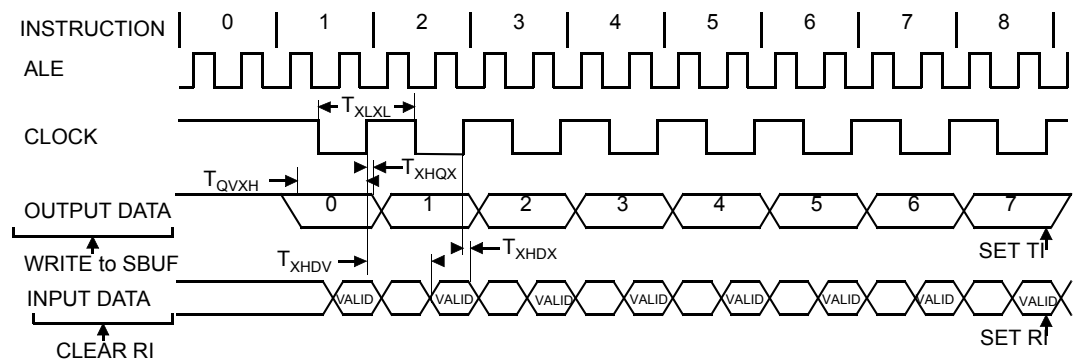 INSTRUCTION 0 1 2 3 4 5 6 7 8
ALE
TXLXL
CLOCK
TXHQX
TQVXH
OUTPUT DATA 0 1 2 3 4 5 6 7
WRITE to SBUF TXHDV TXHDX SET TI
INPUT DATA VALID VALID VALID VALID VALID VALID VALID VALID
SET RI
CLEAR RI